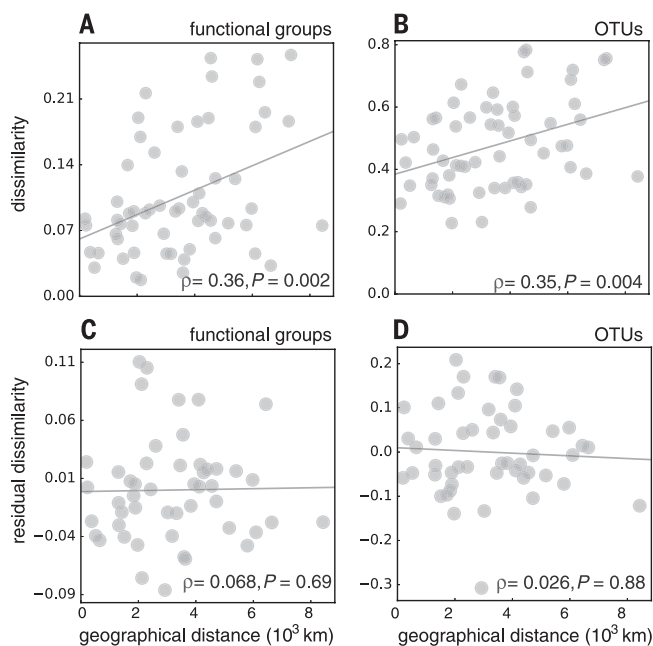 A functional groups
B OTUs
dissimilarity
0.21
0.14
0.07
0.00
ρ= 0.36, P = 0.002
0.8
0.6
0.4
0.2
0.0
ρ= 0.35, P = 0.004
C functional groups
D OTUs
residual dissimilarity
0.11
0.06
0.01
−0.04
−0.09
ρ= 0.068, P = 0.69
0 2 4 6 8
geographical distance (10³ km)
0.2
0.1
0.0
−0.1
−0.2
−0.3
ρ= 0.026, P = 0.88
0 2 4 6 8
geographical distance (10³ km)